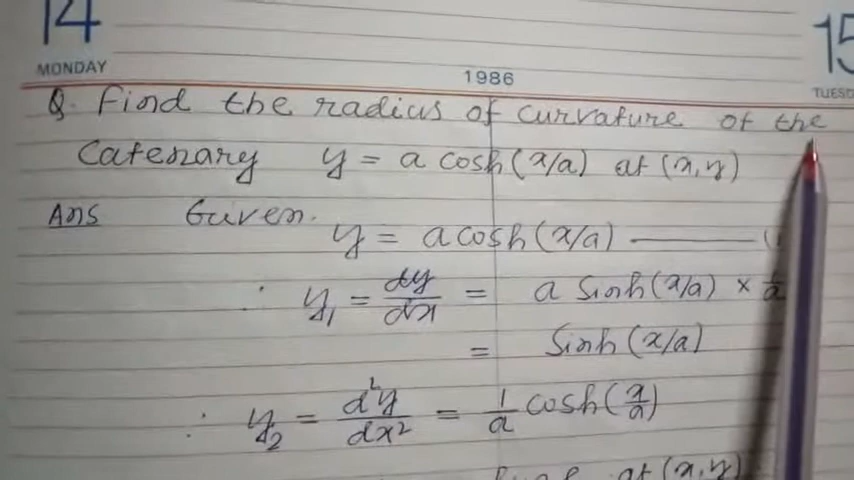 14
MONDAY
1986
15
TUESD
Q. Find the radius of curvature of the
Catenary y = a cosh(x/a) at (x,y)
Ans Given.
y = a cosh(x/a) ——— (
∴ y₁ = dy/dx = a sinh(x/a) × 1/a
= sinh(x/a)
∴ y₂ = d²y/dx² = 1/a cosh(x/a)
at (x,y)